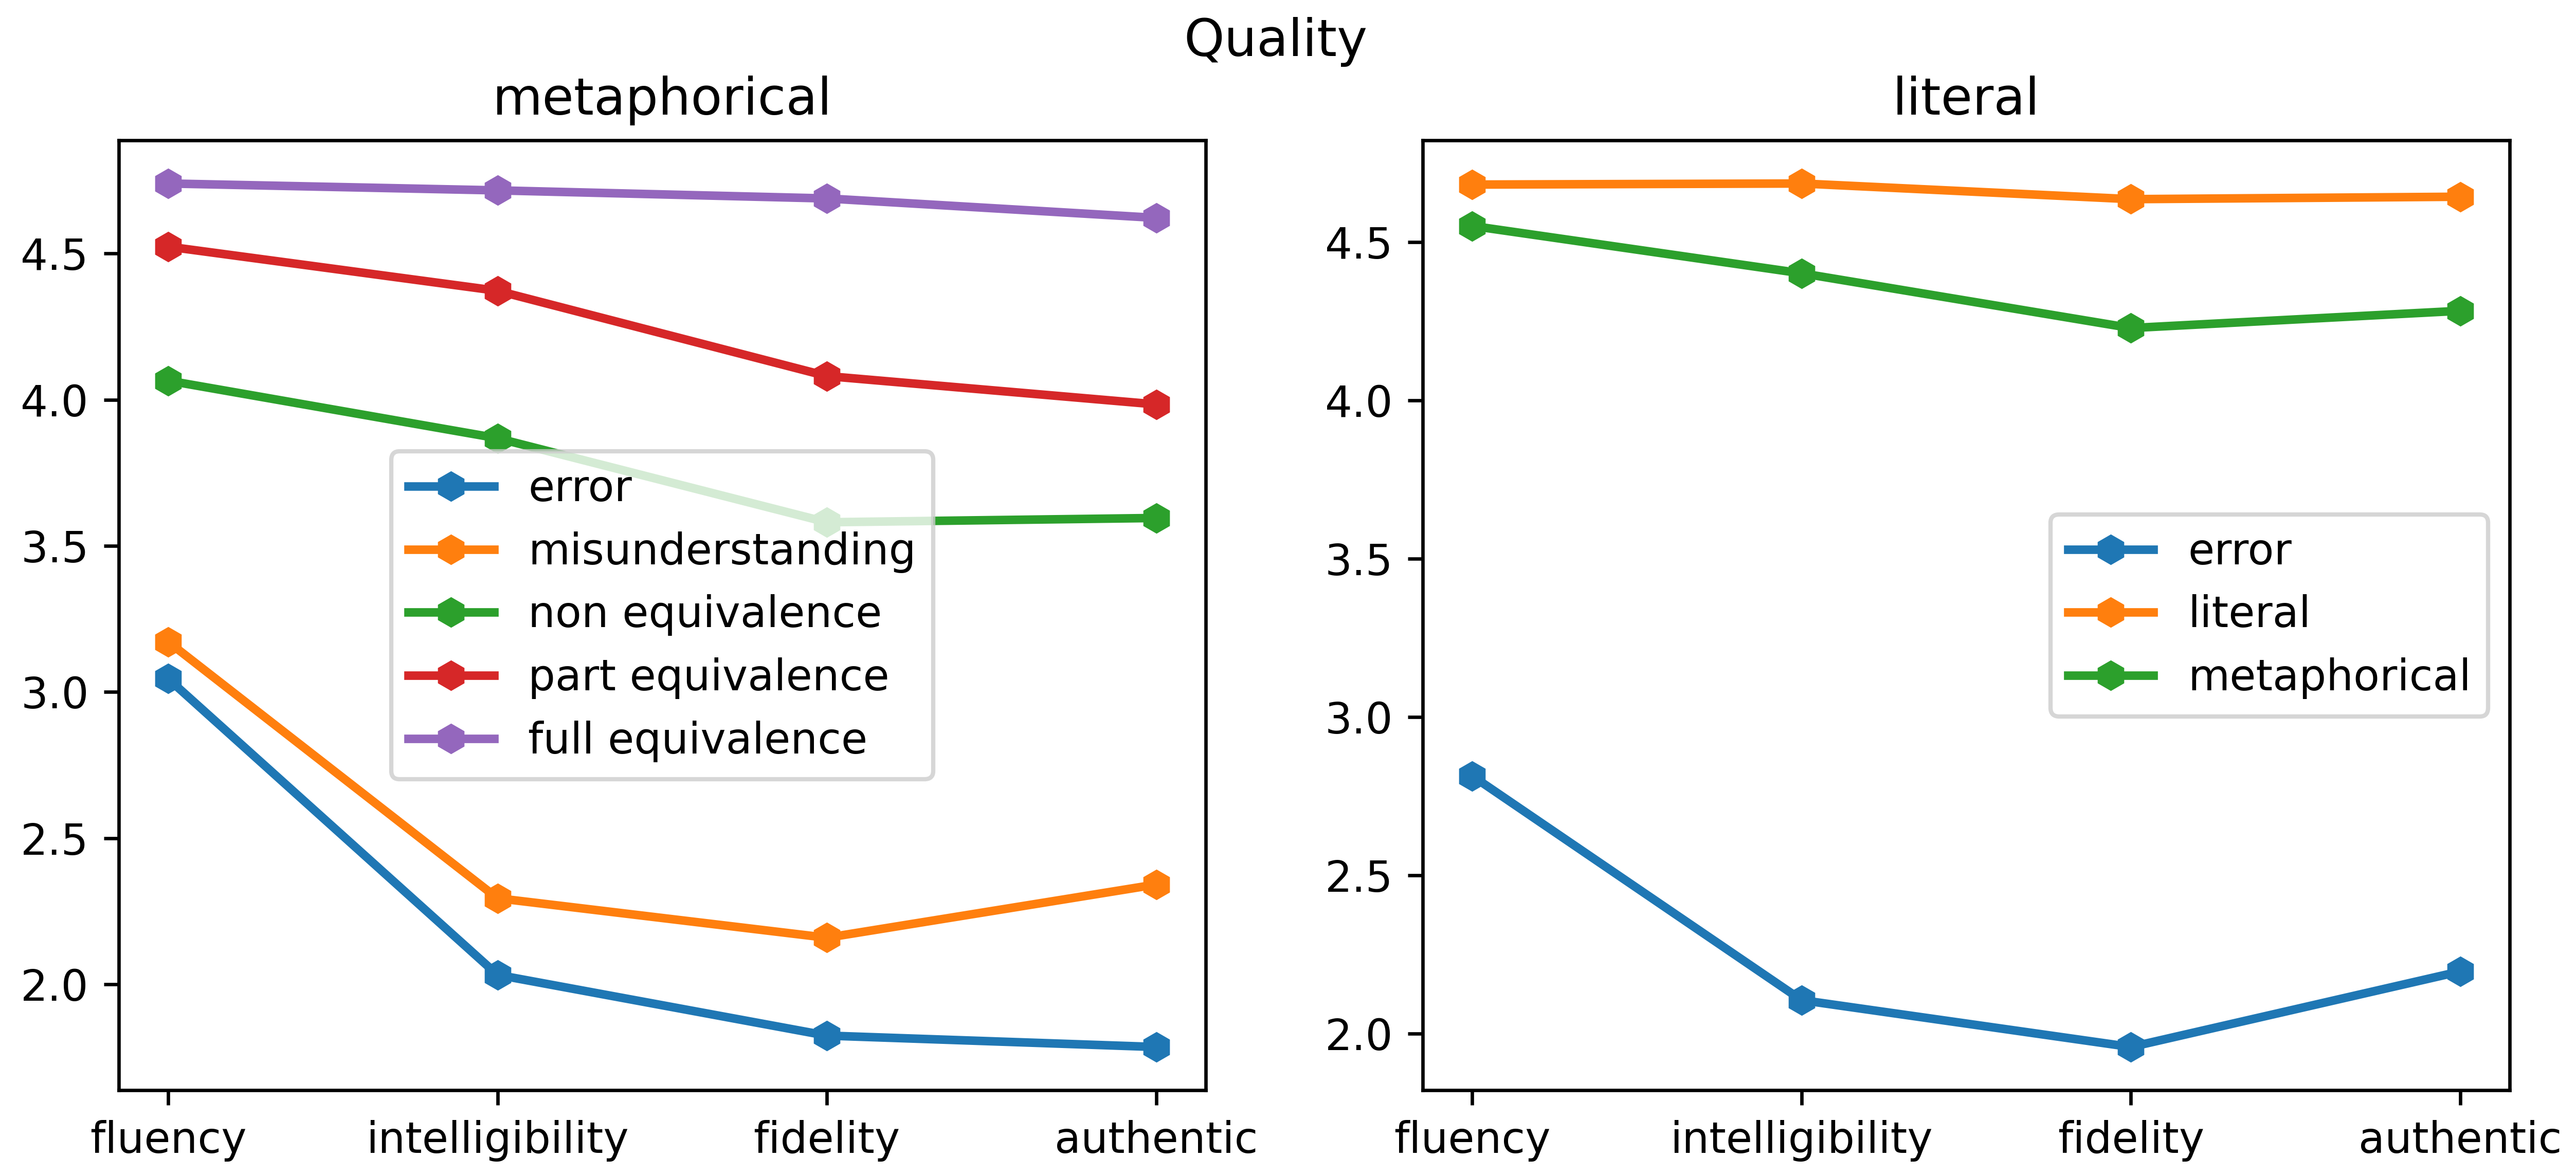 Quality
metaphorical
4.5
4.0
3.5
3.0
2.5
2.0
error
misunderstanding
non equivalence
part equivalence
full equivalence
fluency intelligibility fidelity authentic
literal
4.5
4.0
3.5
3.0
2.5
2.0
error
literal
metaphorical
fluency intelligibility fidelity authentic